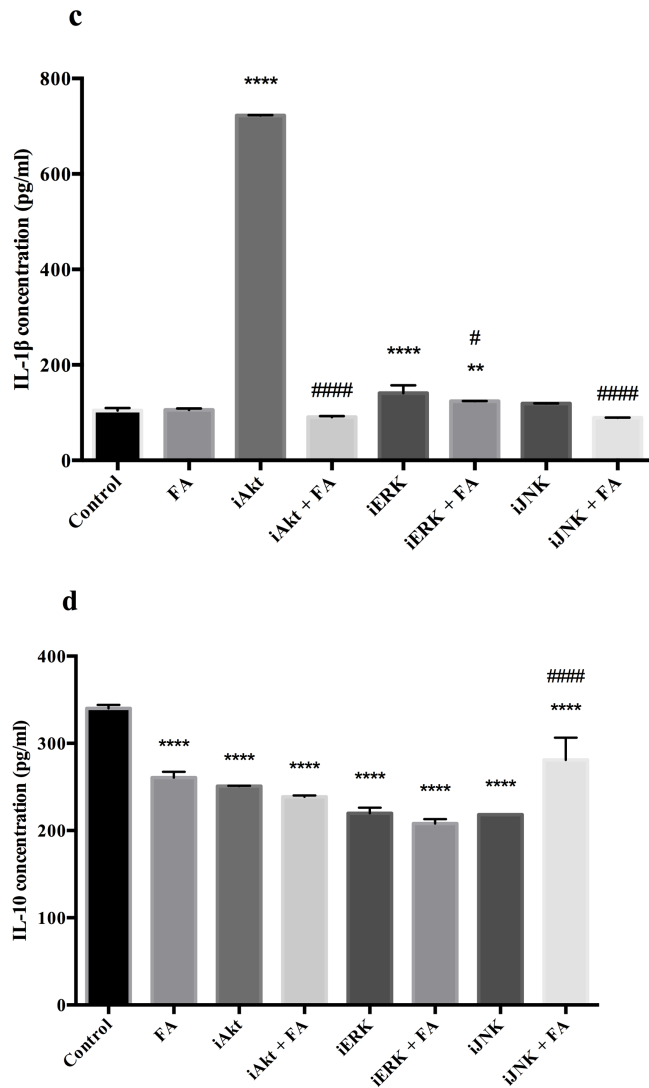 c
IL-1β concentration (pg/ml)
800
600
400
200
0
****
####
****
#
**
####
Control
FA
iAkt
iAkt + FA
iERK
iERK + FA
iJNK
iJNK + FA
d
IL-10 concentration (pg/ml)
400
300
200
100
0
****
****
****
****
****
****
####
****
Control
FA
iAkt
iAkt + FA
iERK
iERK + FA
iJNK
iJNK + FA